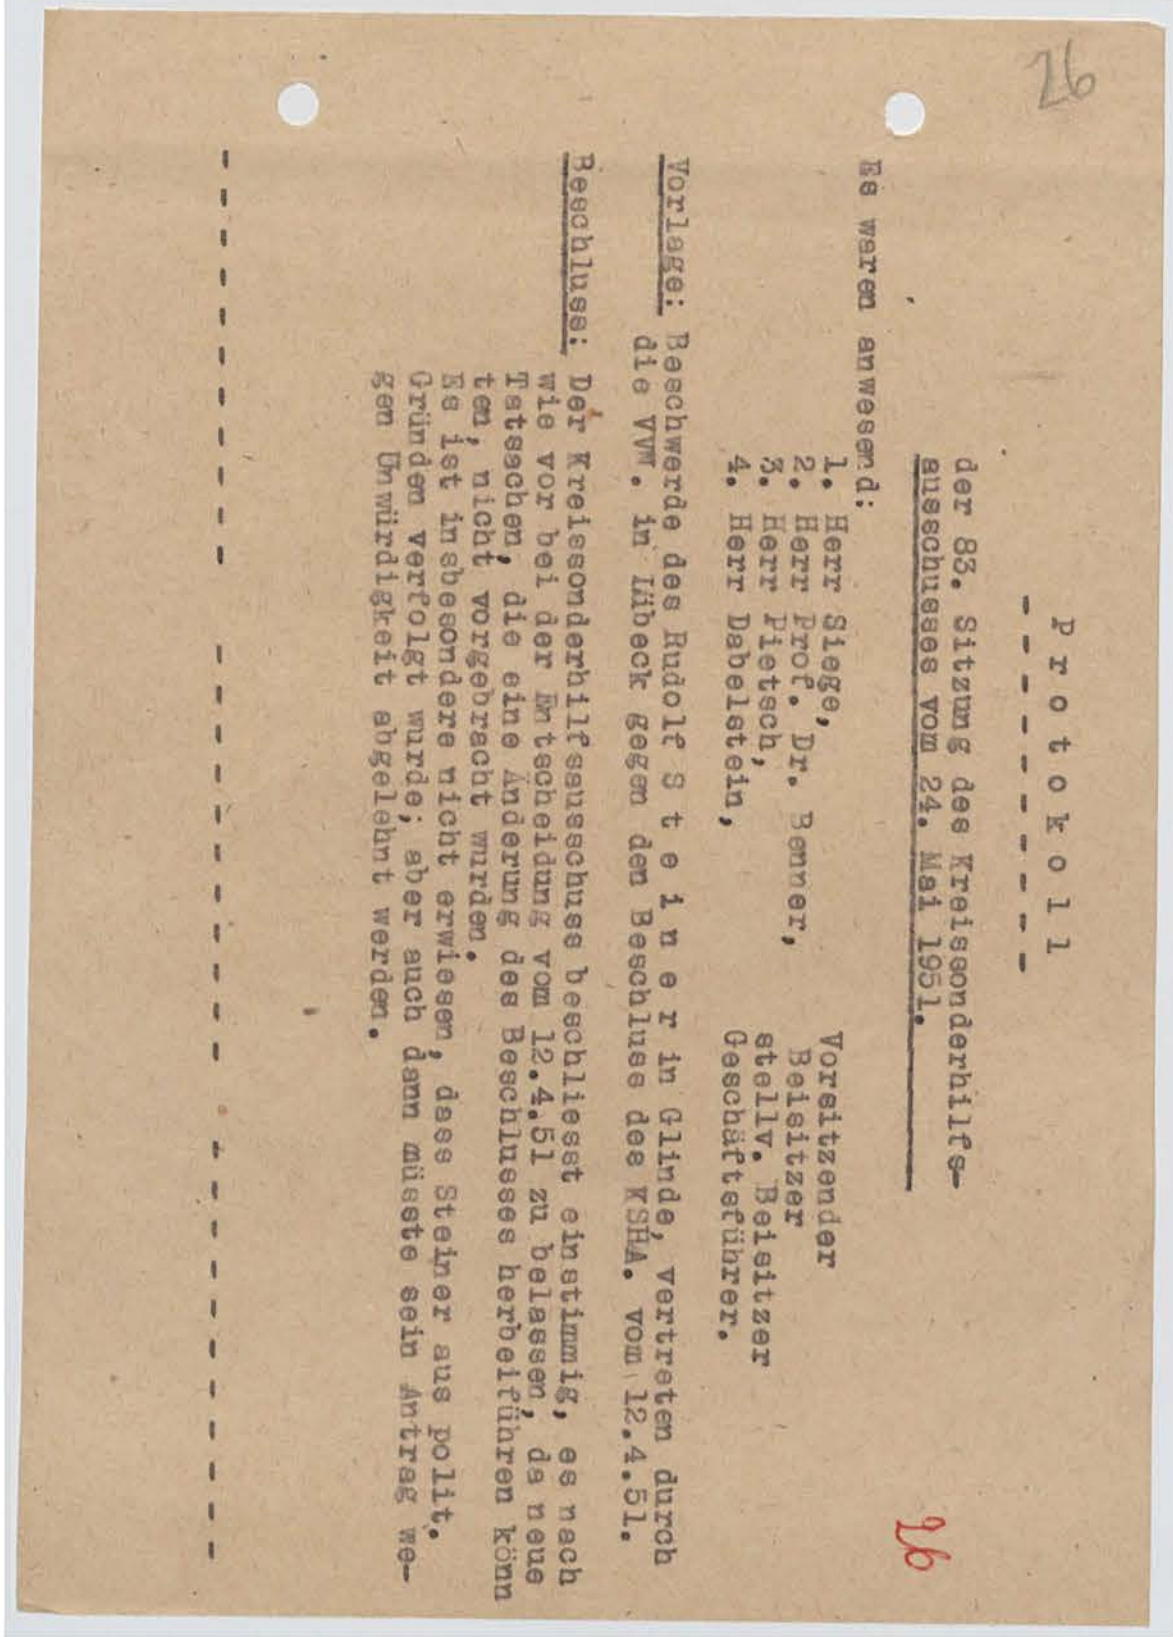 26
P r o t o k o l l
- - - - - - - - - -
der 83. Sitzung des Kreissonderhilfs-
ausschusses vom 24. Mai 1951.
26
Es waren anwesend:
1. Herr Siege, Vorsitzender
2. Herr Prof. Dr. Benner, Beisitzer
3. Herr Pietsch, stellv. Beisitzer
4. Herr Dabelstein, Geschäftsführer.
Vorlage: Beschwerde des Rudolf S t e i n e r in Glinde, vertreten durch
die VVN. in Lübeck gegen den Beschluss des KSHA. vom 12.4.51.
Beschluss: Der Kreissonderhilfsausschuss beschliesst einstimmig, es nach
wie vor bei der Entscheidung vom 12.4.51 zu belassen, da neue
Tatsachen, die eine Änderung des Beschlusses herbeiführen könn
ten, nicht vorgebracht wurden.
Es ist insbesondere nicht erwiesen, dass Steiner aus polit.
Gründen verfolgt wurde; aber auch dann müsste sein Antrag we-
gen Unwürdigkeit abgelehnt werden.
- - - - - - - - - - - - - - - - - - - - - - - - - - - - - - - -